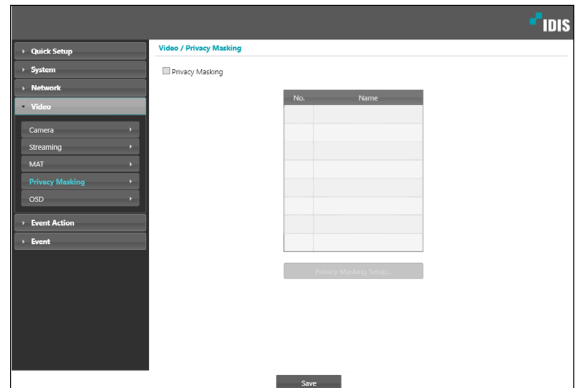 IDIS
Quick Setup
System
Network
Video
Camera
Streaming
MAT
Privacy Masking
OSD
Event Action
Event
Video / Privacy Masking
Privacy Masking
No. Name
Privacy Masking Setup...
Save